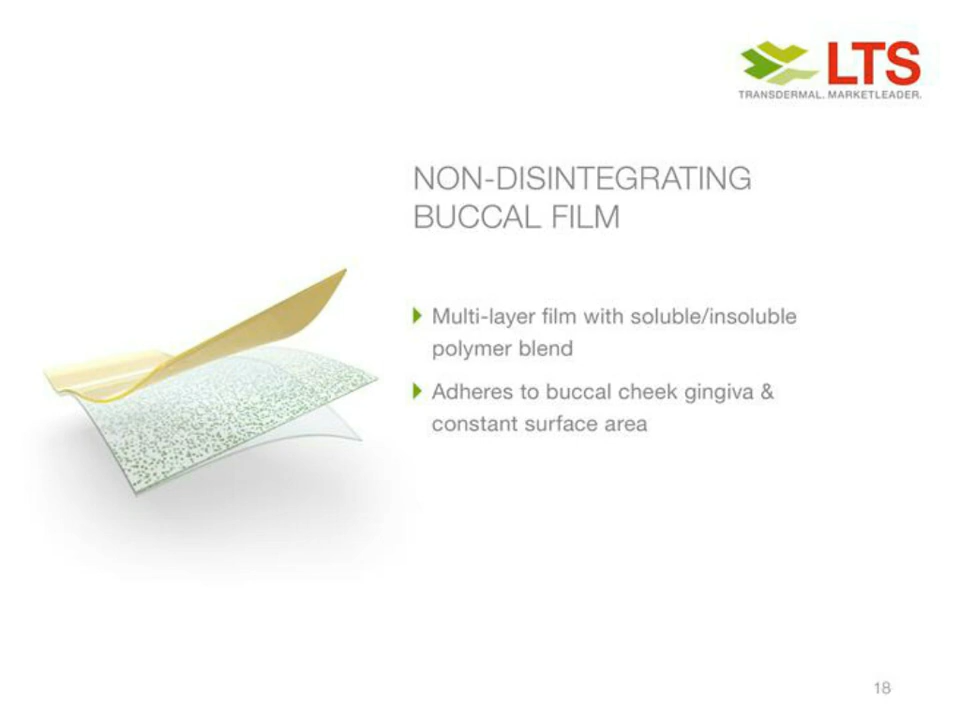 LTS
TRANSDERMAL. MARKETLEADER.
NON-DISINTEGRATING
BUCCAL FILM
Multi-layer film with soluble/insoluble
polymer blend
Adheres to buccal cheek gingiva &
constant surface area
18